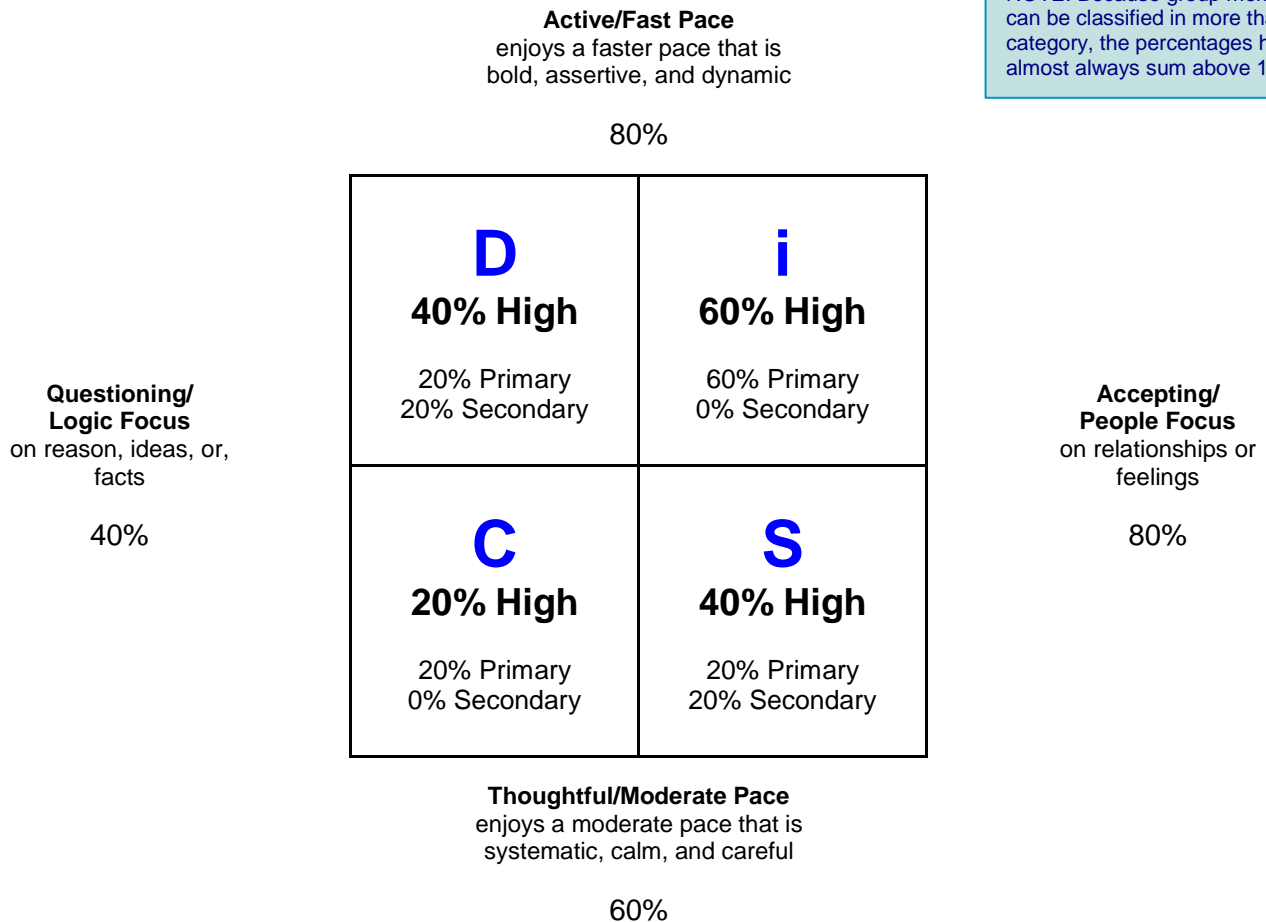 NOTE: Because group
can be classified in more
category, the percentages
almost always sum above
Active/Fast Pace
enjoys a faster pace that is
bold, assertive, and dynamic
80%
D
40% High
20% Primary
20% Secondary
i
60% High
60% Primary
0% Secondary
Questioning/
Logic Focus
on reason, ideas, or,
facts
40%
Accepting/
People Focus
on relationships or
feelings
80%
C
20% High
20% Primary
0% Secondary
S
40% High
20% Primary
20% Secondary
Thoughtful/Moderate Pace
enjoys a moderate pace that is
systematic, calm, and careful
60%